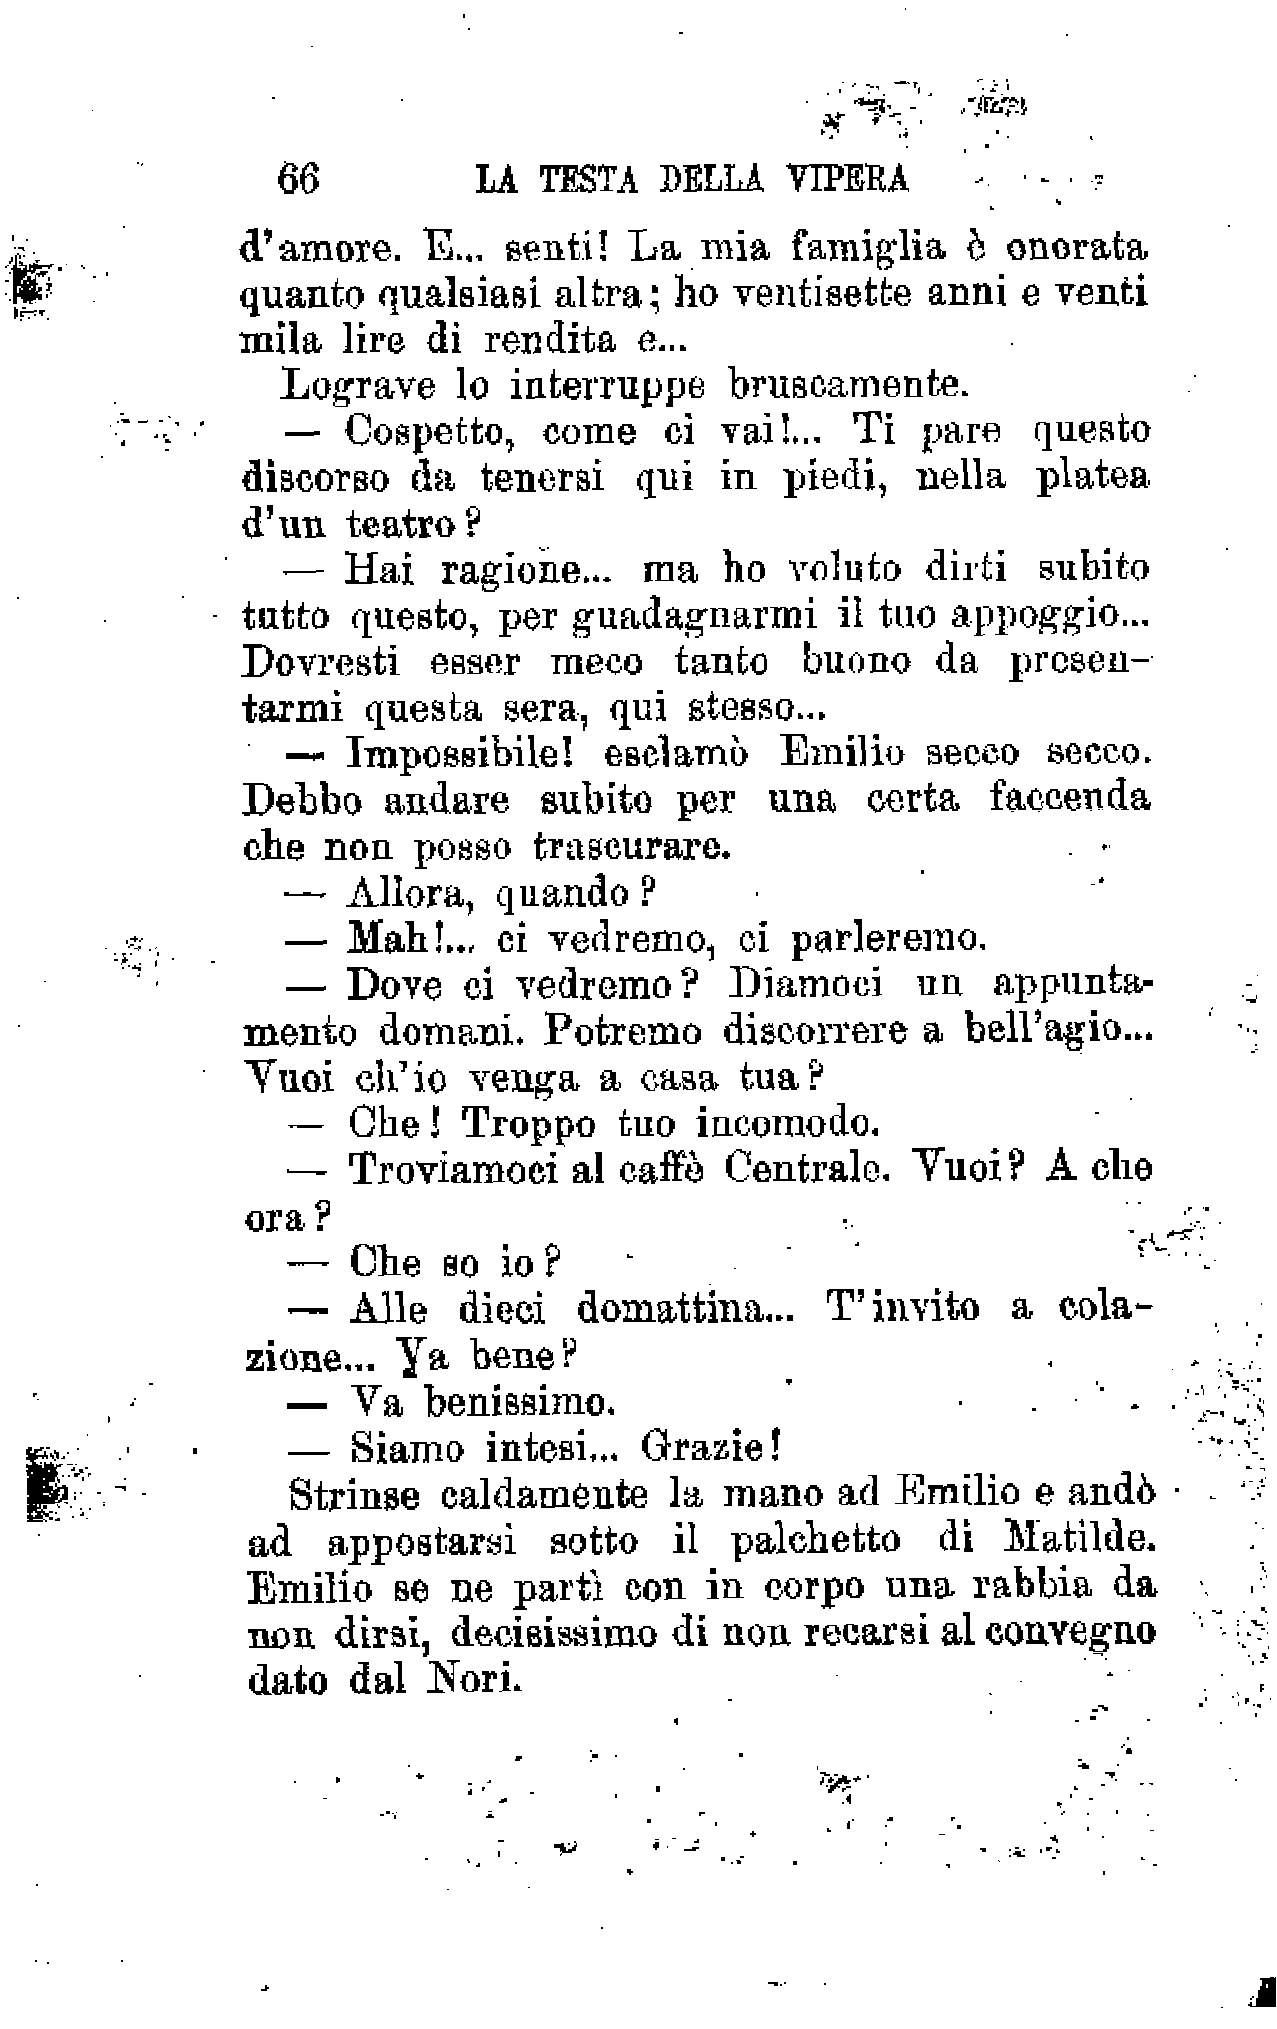 66 LA TESTA DELLA VIPERA
d'amore. E... senti! La mia famiglia è onorata
quanto qualsiasi altra; ho ventisette anni e venti
mila lire di rendita e...
Lograve lo interruppe bruscamente.
— Cospetto, come ci vai!... Ti pare questo
discorso da tenersi qui in piedi, nella platea
d'un teatro?
— Hai ragione... ma ho voluto dirti subito
tutto questo, per guadagnarmi il tuo appoggio...
Dovresti esser meco tanto buono da presen-
tarmi questa sera, qui stesso...
— Impossibile! esclamò Emilio secco secco.
Debbo andare subito per una certa faccenda
che non posso trascurare.
— Allora, quando?
— Mah!... ci vedremo, ci parleremo.
— Dove ci vedremo? Diamoci un appunta-
mento domani. Potremo discorrere a bell'agio...
Vuoi ch'io venga a casa tua?
— Che! Troppo tuo incomodo.
— Troviamoci al caffè Centrale. Vuoi? A che
ora?
— Che so io?
— Alle dieci domattina... T'invito a cola-
zione... Va bene?
— Va benissimo.
— Siamo intesi... Grazie!
Strinse caldamente la mano ad Emilio e andò
ad appostarsi sotto il palchetto di Matilde.
Emilio se ne partì con in corpo una rabbia da
non dirsi, decisissimo di non recarsi al convegno
dato dal Nori.